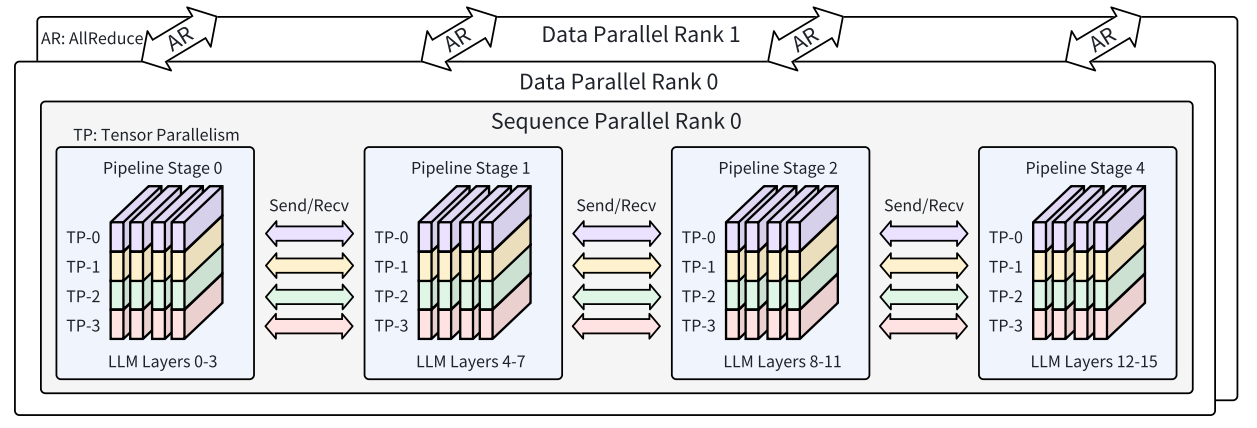 AR: AllReduce
AR
AR
Data Parallel Rank 1
AR
AR
Data Parallel Rank 0
Sequence Parallel Rank 0
TP: Tensor Parallelism
Pipeline Stage 0
TP-0
TP-1
TP-2
TP-3
LLM Layers 0-3
Send/Recv
Pipeline Stage 1
TP-0
TP-1
TP-2
TP-3
LLM Layers 4-7
Send/Recv
Pipeline Stage 2
TP-0
TP-1
TP-2
TP-3
LLM Layers 8-11
Send/Recv
Pipeline Stage 4
TP-0
TP-1
TP-2
TP-3
LLM Layers 12-15